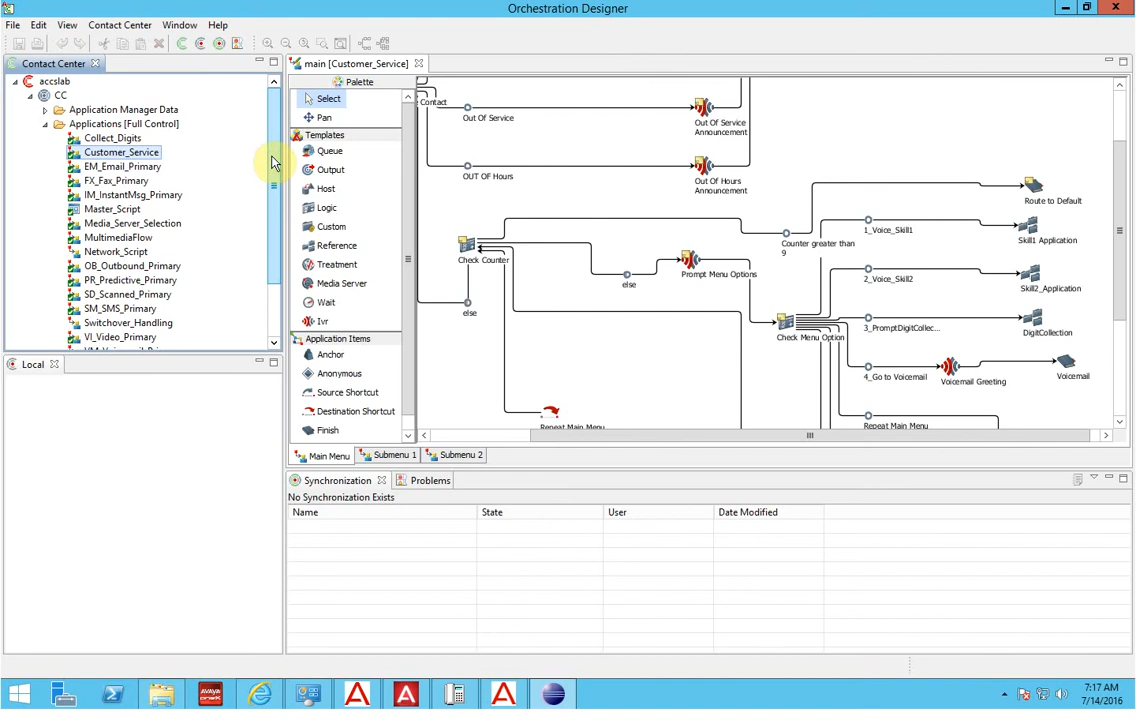 Orchestration Designer
File Edit View Contact Center Window Help
Contact Center
accslab
CC
Application Manager Data
Applications [Full Control]
Collect_Digits
Customer_Service
EM_Email_Primary
FX_Fax_Primary
IM_InstantMsg_Primary
Master_Script
Media_Server_Selection
MultimediaFlow
Network_Script
OB_Outbound_Primary
PR_Predictive_Primary
SD_Scanned_Primary
SM_SMS_Primary
Switchover_Handling
VI_Video_Primary
Local
main [Customer_Service]
Palette
Select
Pan
Templates
Queue
Output
Host
Logic
Custom
Reference
Treatment
Media Server
Wait
Ivr
Application Items
Anchor
Anonymous
Source Shortcut
Destination Shortcut
Finish
Contact
Out Of Service
Out Of Service
Announcement
OUT OF Hours
Out Of Hours
Announcement
Route to Default
Counter greater than
9
1_Voice_Skill1
Skill1 Application
Check Counter
else
Prompt Menu Options
else
2_Voice_Skill2
Skill2_Application
3_PromptDigitCollec...
DigitCollection
Check Menu Option
4_Go to Voicemail
Voicemail Greeting
Voicemail
Repeat Main Menu
Repeat Main Menu
Main Menu Submenu 1 Submenu 2
Synchronization Problems
No Synchronization Exists
Name State User Date Modified
AVAYA
one-X
7:17 AM
7/14/2016